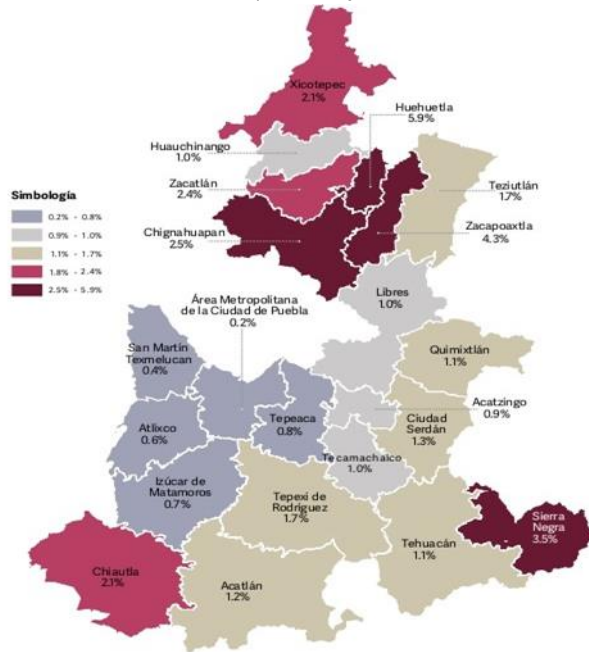 Xicotepec
2.1%
Huehuetla
5.9%
Huauchinango
1.0%
Zacatlán
2.4%
Teziutlán
1.7%
Chignahuapan
2.5%
Zacapoaxtla
4.3%
Simbología
0.2% - 0.8%
0.9% - 1.0%
1.1% - 1.7%
1.8% - 2.4%
2.5% - 5.9%
Libres
1.0%
Área Metropolitana
de la Ciudad de Puebla
0.2%
San Martín
Texmelucan
0.4%
Quimixtlán
1.1%
Acatzingo
0.9%
Atlixco
0.6%
Tepeaca
0.8%
Ciudad
Serdán
1.3%
Tecamachalco
1.0%
Izúcar de
Matamoros
0.7%
Tepexi de
Rodríguez
1.7%
Sierra
Negra
3.5%
Tehuacán
1.1%
Chiautla
2.1%
Acatlán
1.2%